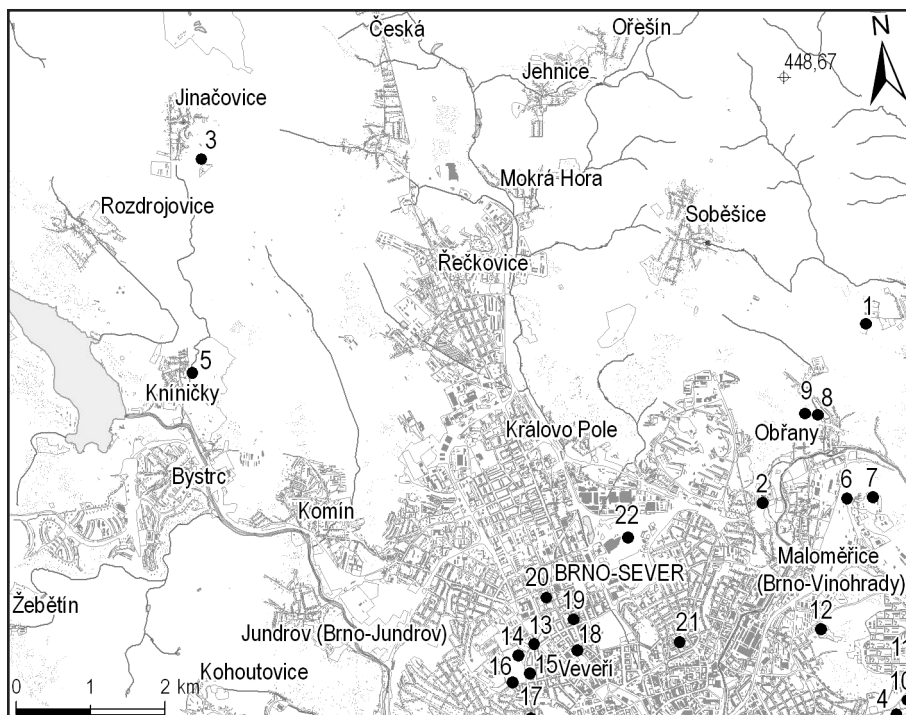 Česká
Ořešín
N
Jehnice
448,67
Jinačovice
3
Mokrá Hora
Rozdrojovice
Soběšice
Řečkovice
1
5
Kníničky
9
8
Královo Pole
Obřany
Bystrc
2
6
7
Komín
22
Maloměřice
(Brno-Vinohrady)
BRNO-SEVER
20
19
Žebětín
12
Jundrov (Brno-Jundrov)
13
21
14
18
11
Kohoutovice
16
15
Veveří
10
17
4
0 1 2 km